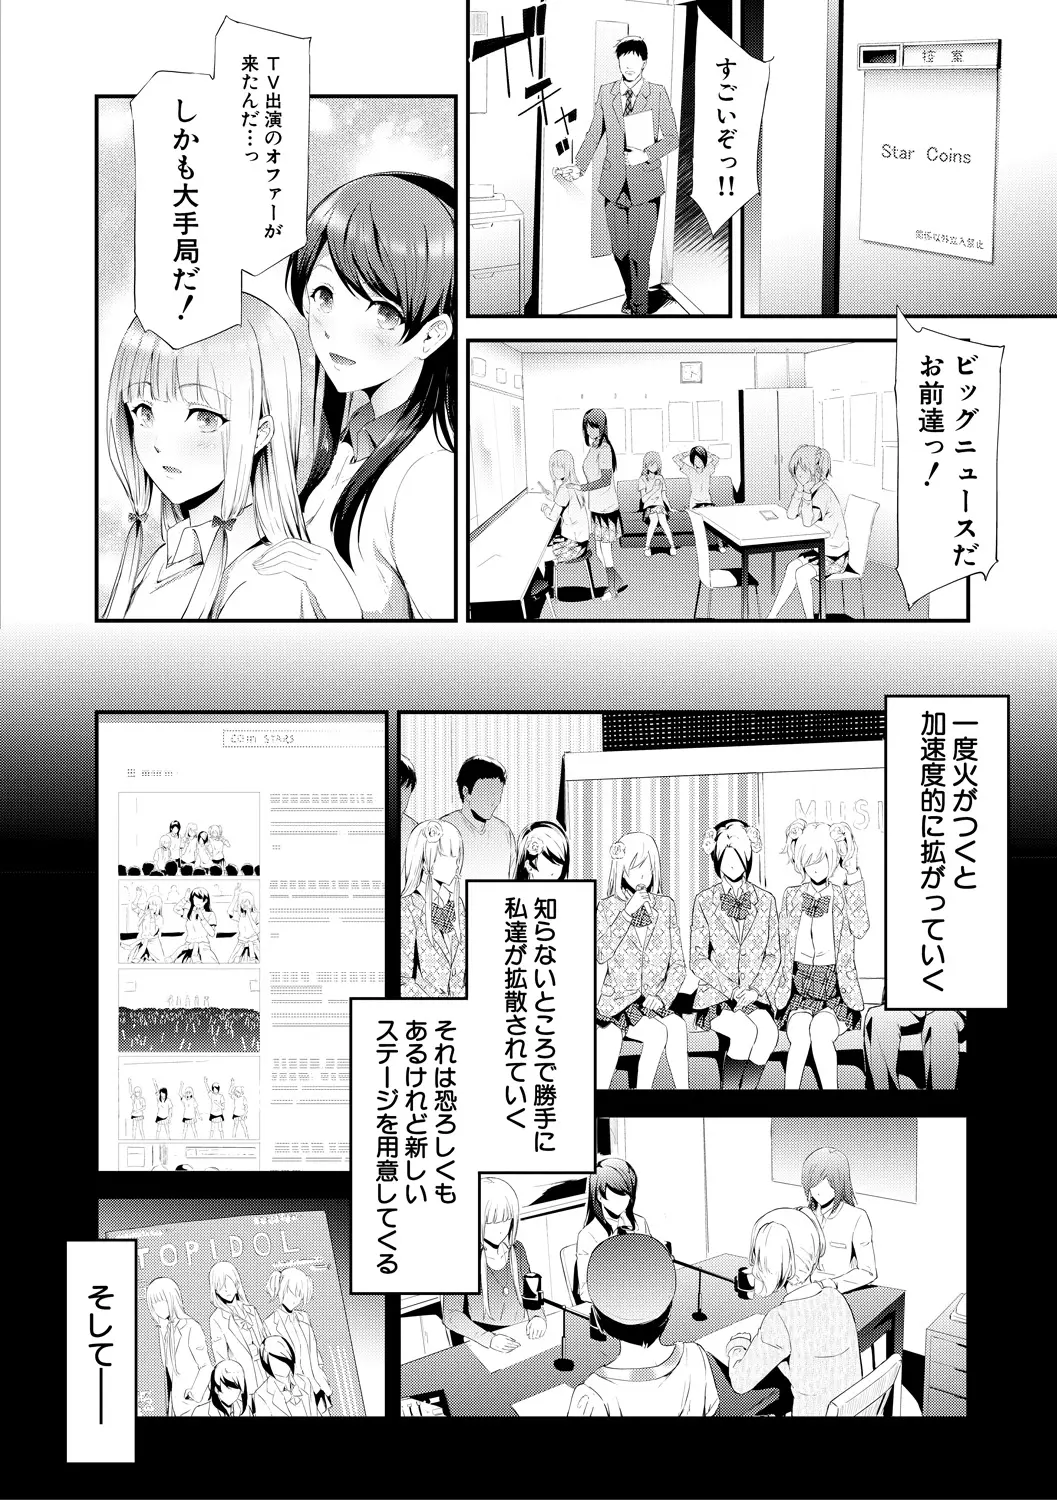 控室
Star Coins
関係者以外立入禁止
すごいぞっ!!
ガチャッ
ビッグニュースだ
お前達っ!
TV出演のオファーが
来たんだ…っ
しかも大手局だ!
一度火がつくと
加速度的に拡がっていく
MUSI
知らないところで勝手に
私達が拡散されていく
COIN STARS
それは恐ろしくも
あるけれど新しい
ステージを用意してくる
TOPIDOL
そして――